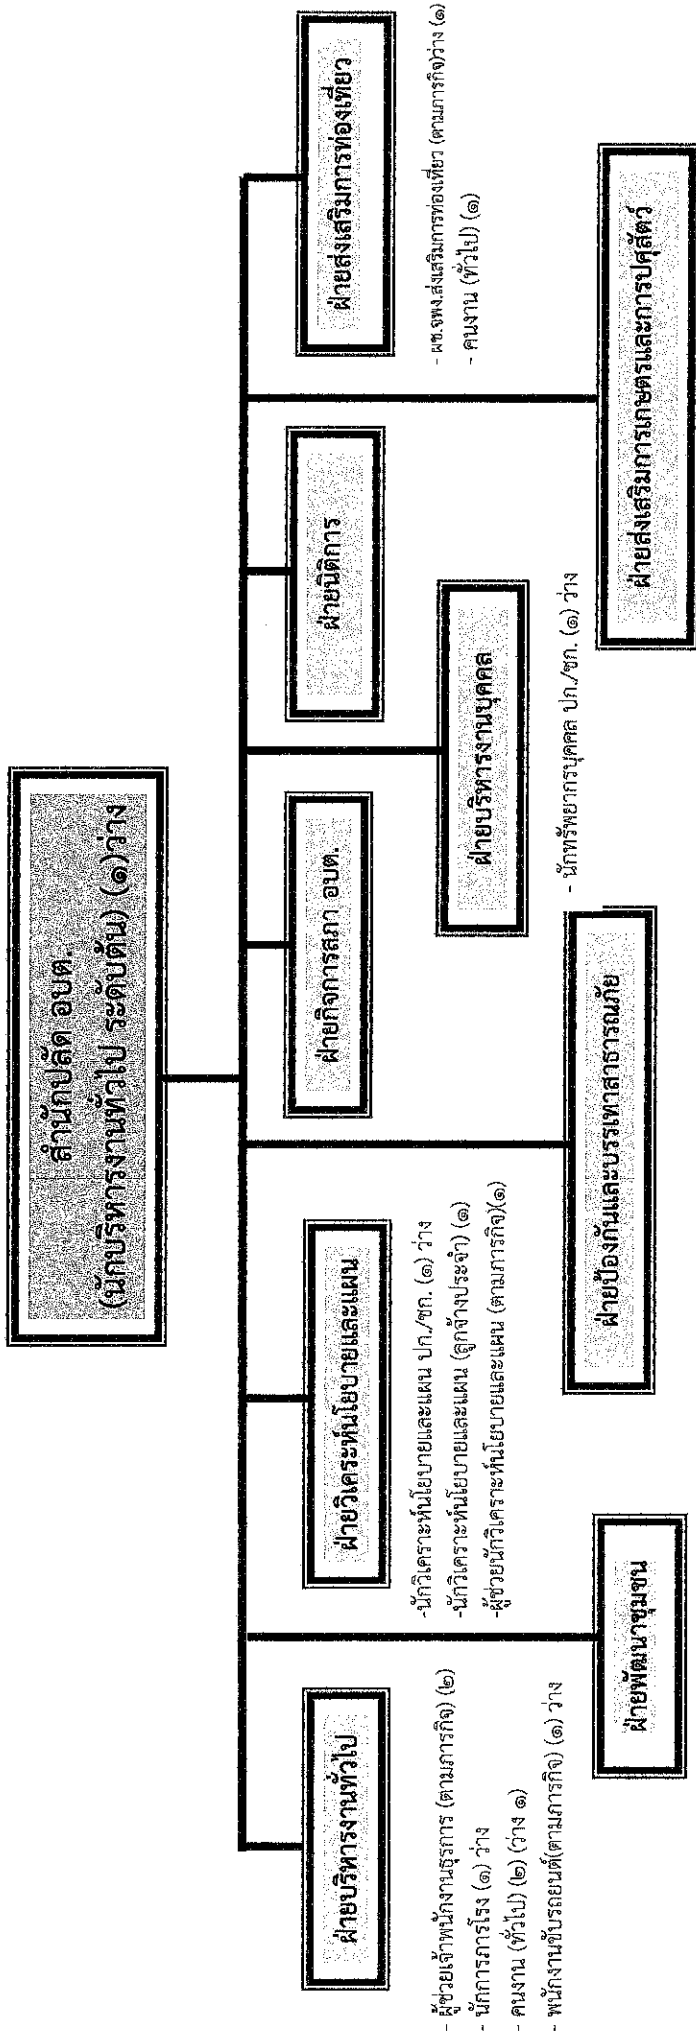 สำนักปลัด อบต.
(นักบริหารงานทั่วไป ระดับต้น) (๑)ว่าง
ฝ่ายบริหารงานทั่วไป
- ผู้ช่วยเจ้าพนักงานธุรการ (ตามภารกิจ) (๒)
- นักการภารโรง (๑) ว่าง
- คนงาน (ทั่วไป) (๒) (ว่าง ๑)
- พนักงานขับรถยนต์(ตามภารกิจ) (๑) ว่าง
ฝ่ายวิเคราะห์นโยบายและแผน
-นักวิเคราะห์นโยบายและแผน ปก./ชก. (๑) ว่าง
-นักวิเคราะห์นโยบายและแผน (ลูกจ้างประจำ) (๑)
-ผู้ช่วยนักวิเคราะห์นโยบายและแผน (ตามภารกิจ)(๑)
ฝ่ายกิจการสภา อบต.
ฝ่ายนิติการ
ฝ่ายส่งเสริมการท่องเที่ยว
- ผช.จพง.ส่งเสริมการท่องเที่ยว (ตามภารกิจ)ว่าง (๑)
- คนงาน (ทั่วไป) (๑)
ฝ่ายพัฒนาชุมชน
ฝ่ายป้องกันและบรรเทาสาธารณภัย
ฝ่ายบริหารงานบุคคล
- นักทรัพยากรบุคคล ปก./ชก. (๑) ว่าง
ฝ่ายส่งเสริมการเกษตรและการปศุสัตว์